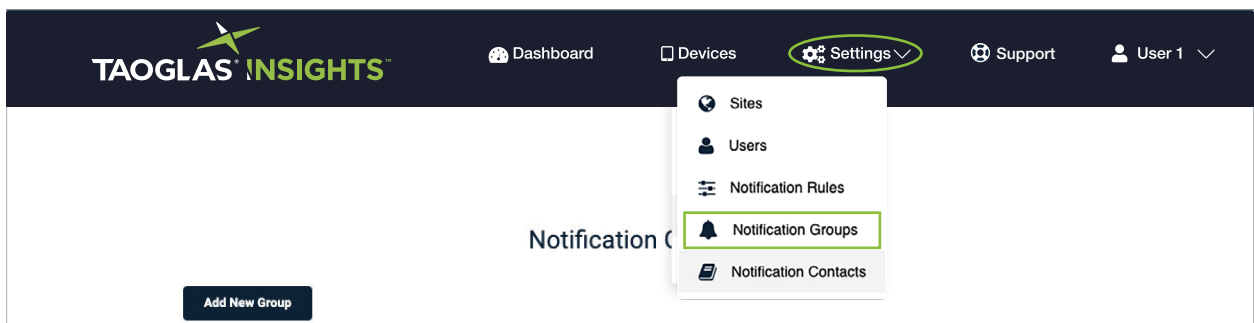 TAOGLAS INSIGHTS™
Dashboard
Devices
Settings
Support
User 1
Sites
Users
Notification Rules
Notification Groups
Notification Contacts
Notification
Add New Group